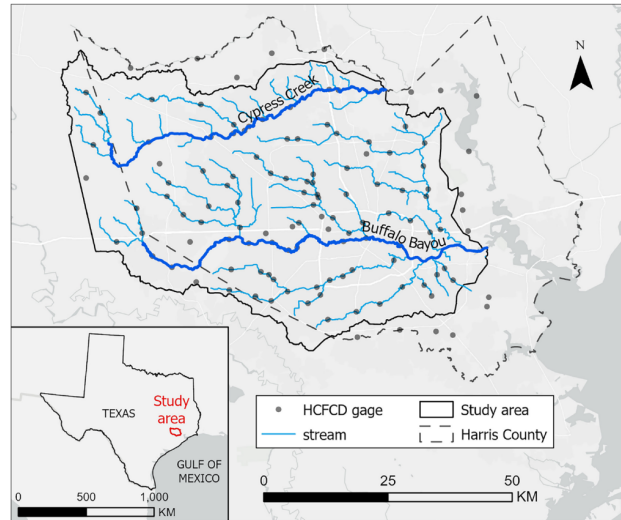 N
Cypress Creek
Buffalo Bayou
TEXAS
Study
area
GULF OF
MEXICO
0 500 1,000
KM
HCFCD gage
Study area
stream
Harris County
0 25 50
KM